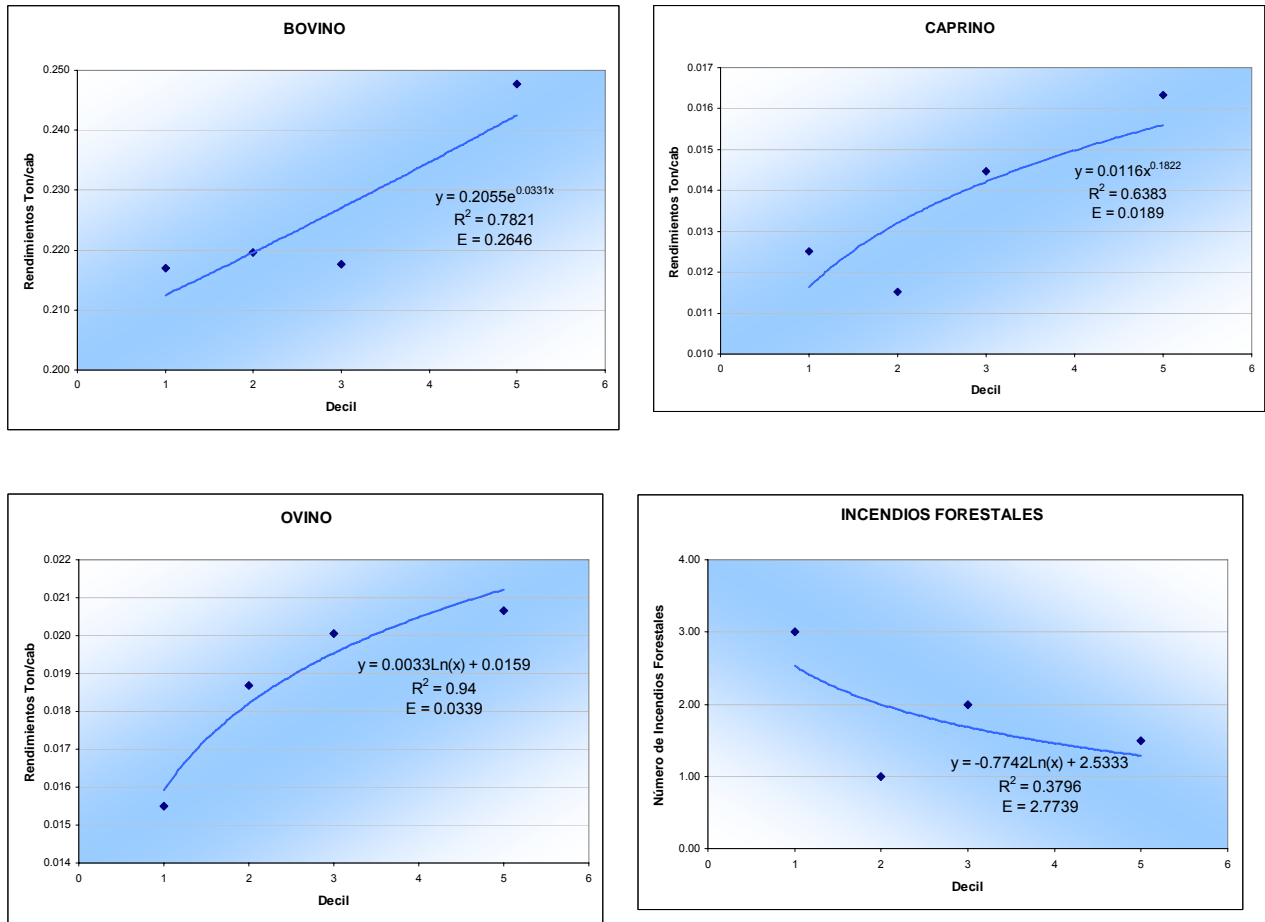 BOVINO
Rendimientos Ton/cab
0.250
0.240
0.230
0.220
0.210
0.200
y = 0.2055e^0.0331x
R² = 0.7821
E = 0.2646
0 1 2 3 4 5 6
Decil
CAPRINO
Rendimientos Ton/cab
0.017
0.016
0.015
0.014
0.013
0.012
0.011
0.010
y = 0.0116x^0.1822
R² = 0.6383
E = 0.0189
0 1 2 3 4 5 6
Decil
OVINO
Rendimientos Ton/cab
0.022
0.021
0.020
0.019
0.018
0.017
0.016
0.015
0.014
y = 0.0033Ln(x) + 0.0159
R² = 0.94
E = 0.0339
0 1 2 3 4 5 6
Decil
INCENDIOS FORESTALES
Número de Incendios Forestales
4.00
3.00
2.00
1.00
0.00
y = -0.7742Ln(x) + 2.5333
R² = 0.3796
E = 2.7739
0 1 2 3 4 5 6
Decil